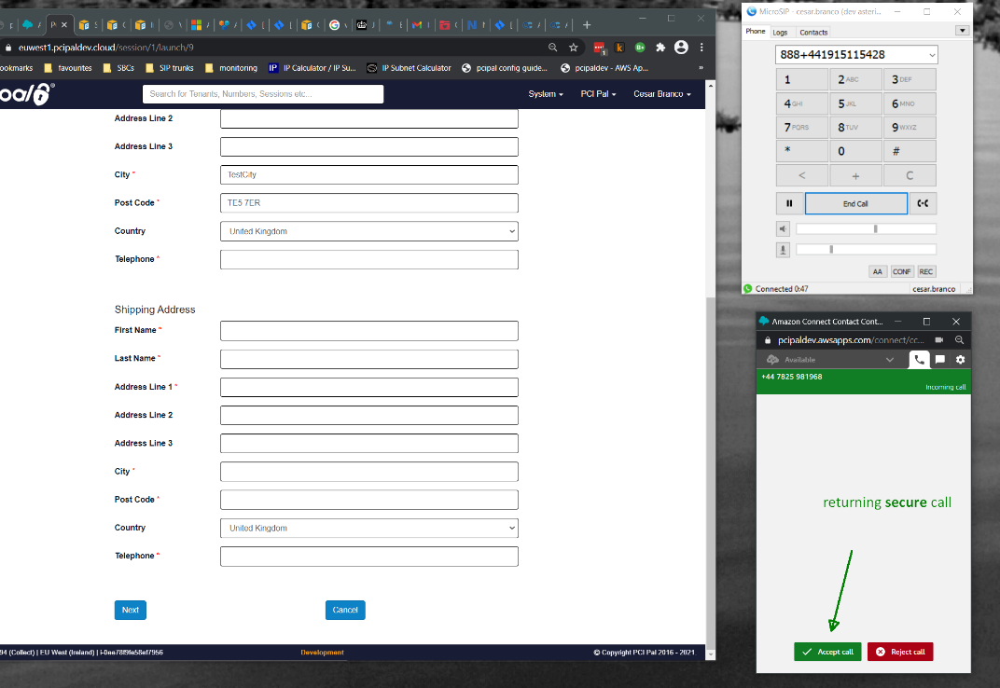 euwest1.pcipaldev.cloud/session/1/launch/9
ookmarks favourites SBCs SIP trunks monitoring IP IP Calculator / IP Su... IP Subnet Calculator pcipal config guide... pcipaldev - AWS Ap... »
pal®
Search for Tenants, Numbers, Sessions etc...
System PCI Pal Cesar Branco
Address Line 2
Address Line 3
City * TestCity
Post Code * TE5 7ER
Country United Kingdom
Telephone *
Shipping Address
First Name *
Last Name *
Address Line 1 *
Address Line 2
Address Line 3
City *
Post Code *
Country United Kingdom
Telephone *
Next Cancel
94 (Collect) | EU West (Ireland) | i-0ee78f9fe58ef7956 Development © Copyright PCI Pal 2016 - 2021
MicroSIP - cesar.branco (dev asteri...
Phone Logs Contacts
888+441915115428
1 2 ABC 3 DEF
4 GHI 5 JKL 6 MNO
7 PQRS 8 TUV 9 WXYZ
* 0 #
< + C
End Call
AA CONF REC
Connected 0:47 cesar.branco
Amazon Connect Contact Cont...
pcipaldev.awsapps.com/connect/cc...
Available
+44 7825 981968
Incoming call
returning secure call
Accept call Reject call